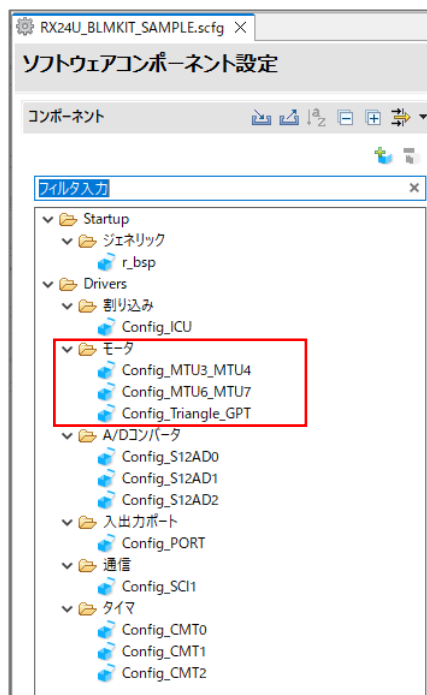 RX24U_BLMKIT_SAMPLE.scfg
ソフトウェアコンポーネント設定
コンポーネント
フィルタ入力
Startup
ジェネリック
r_bsp
Drivers
割り込み
Config_ICU
モータ
Config_MTU3_MTU4
Config_MTU6_MTU7
Config_Triangle_GPT
A/Dコンバータ
Config_S12AD0
Config_S12AD1
Config_S12AD2
入出力ポート
Config_PORT
通信
Config_SCI1
タイマ
Config_CMT0
Config_CMT1
Config_CMT2